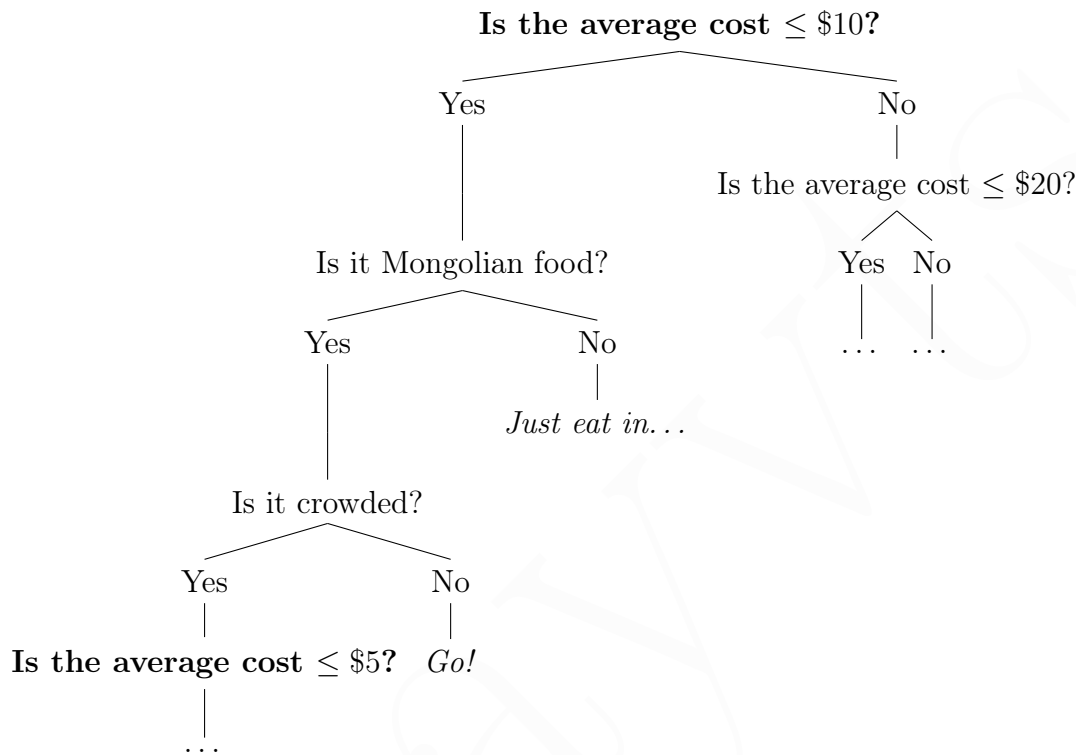 Is the average cost ≤ $10?
Yes
No
Is the average cost ≤ $20?
Is it Mongolian food?
Yes
No
Yes
No
. . .
. . .
Just eat in. . .
Is it crowded?
Yes
No
Is the average cost ≤ $5?
Go!
. . .